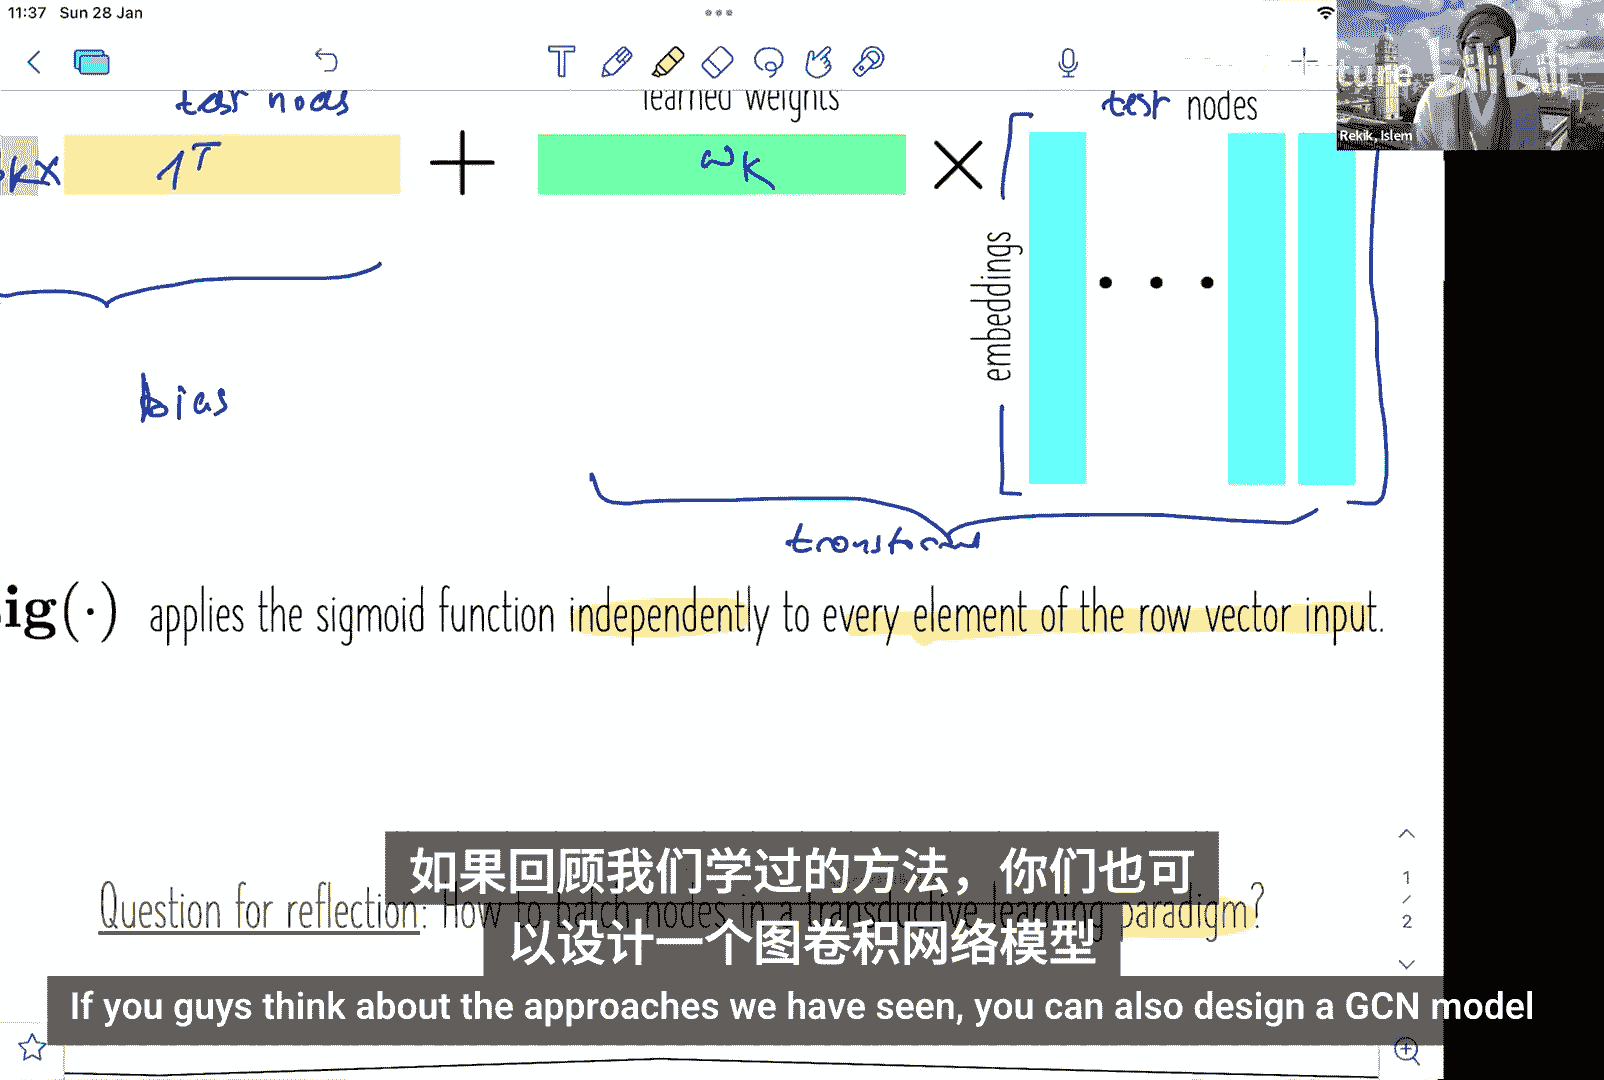 11:37 Sun 28 Jan
ture bilibili
Rekik, Islem
test nodes
learned weights
test nodes
bk× 1ᵀ + ωK ×
embeddings
bias
transform
ig(·) applies the sigmoid function independently to every element of the row vector input.
如果回顾我们学过的方法，你们也可
Question for reflection: How to batch nodes in a transductive learning paradigm?
以设计一个图卷积网络模型
If you guys think about the approaches we have seen, you can also design a GCN model
1
/
2